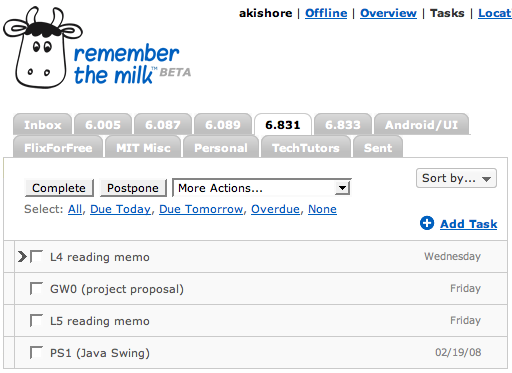 akishore | Offline | Overview | Tasks | Locat
remember
the milk™ BETA
Inbox 6.005 6.087 6.089 6.831 6.833 Android/UI
FlixForFree MIT Misc Personal TechTutors Sent
Sort by...
Complete Postpone More Actions...
Select: All, Due Today, Due Tomorrow, Overdue, None
Add Task
L4 reading memo Wednesday
GW0 (project proposal) Friday
L5 reading memo Friday
PS1 (Java Swing) 02/19/08